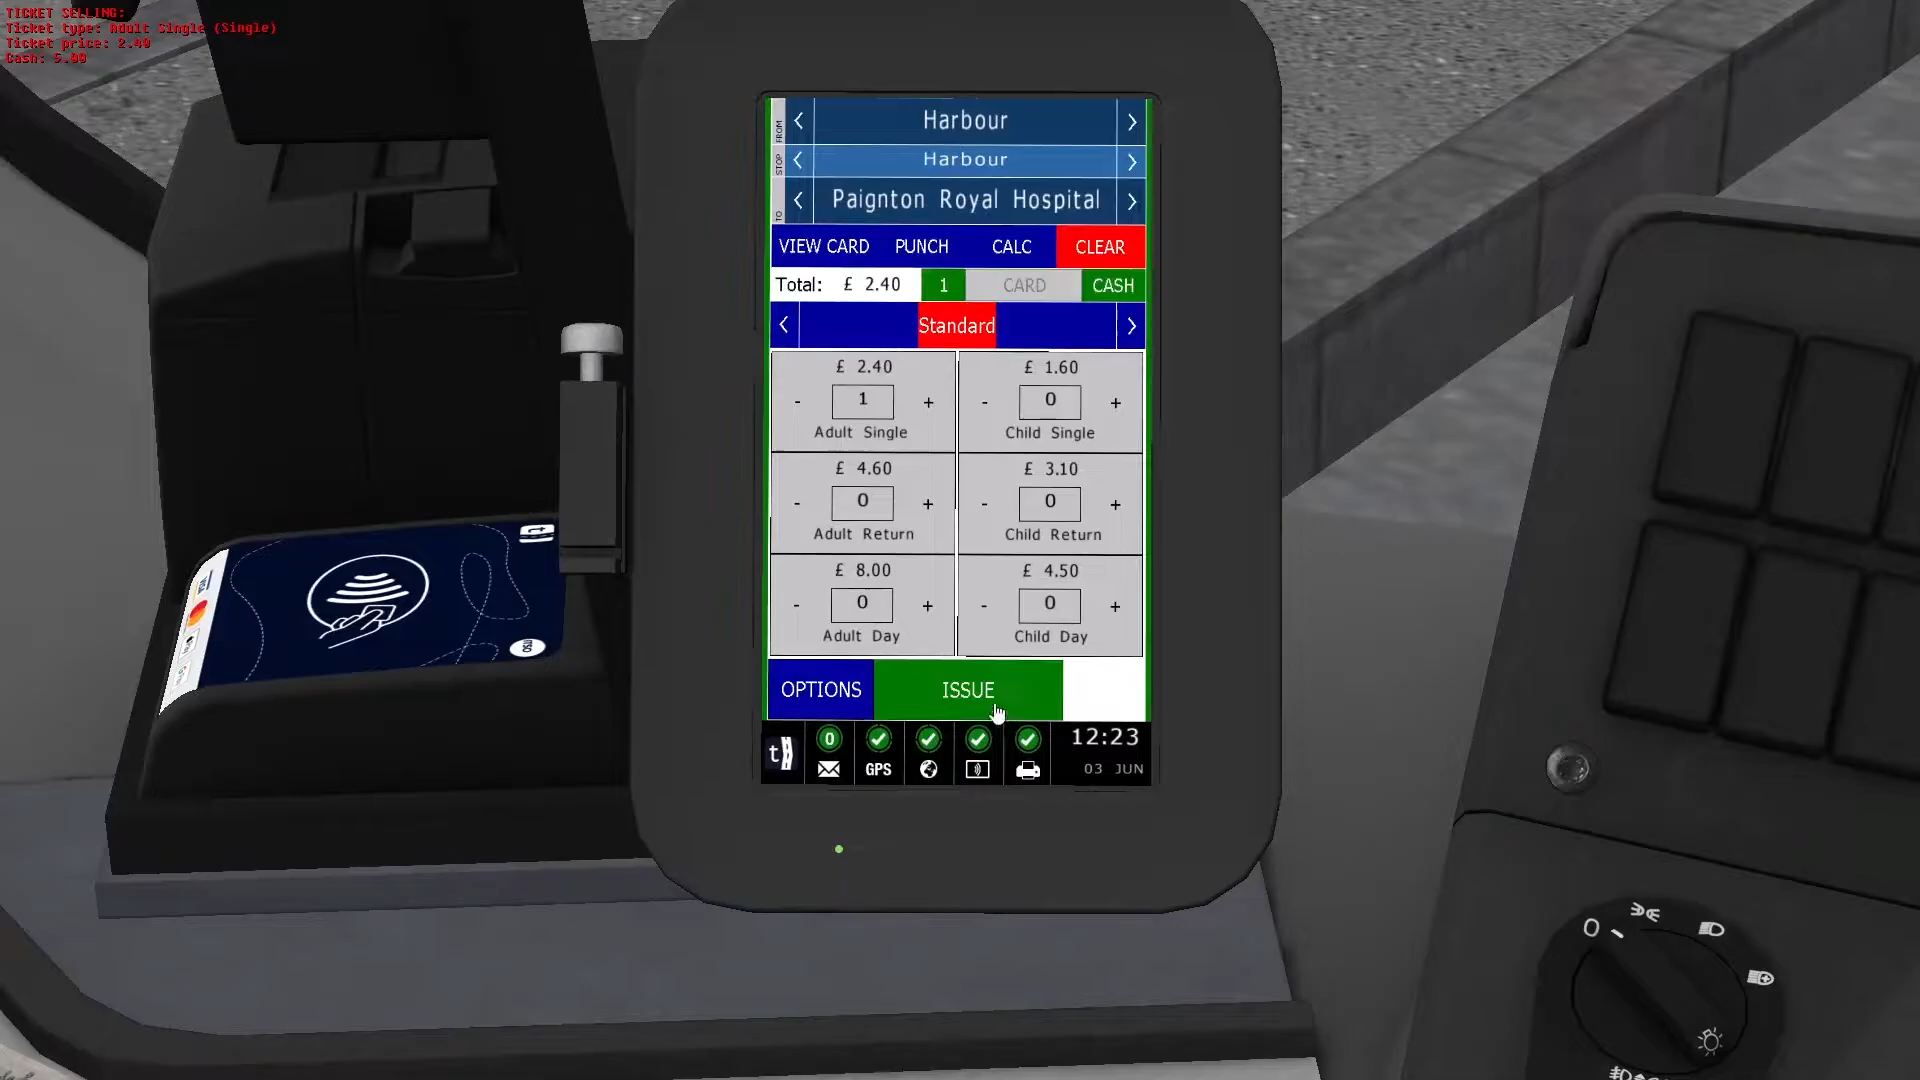 TICKET SELLING:
Ticket type: Adult Single (Single)
Ticket price: 2.40
Cash: 5.00
FROM
< Harbour >
STOP
< Harbour >
TO
< Paignton Royal Hospital >
VIEW CARD PUNCH CALC CLEAR
Total: £ 2.40 1 CARD CASH
< Standard >
£ 2.40 £ 1.60
- 1 + - 0 +
Adult Single Child Single
£ 4.60 £ 3.10
- 0 + - 0 +
Adult Return Child Return
£ 8.00 £ 4.50
- 0 + - 0 +
Adult Day Child Day
OPTIONS ISSUE
t 0 12:23
GPS 03 JUN
VISA
ITSO
O